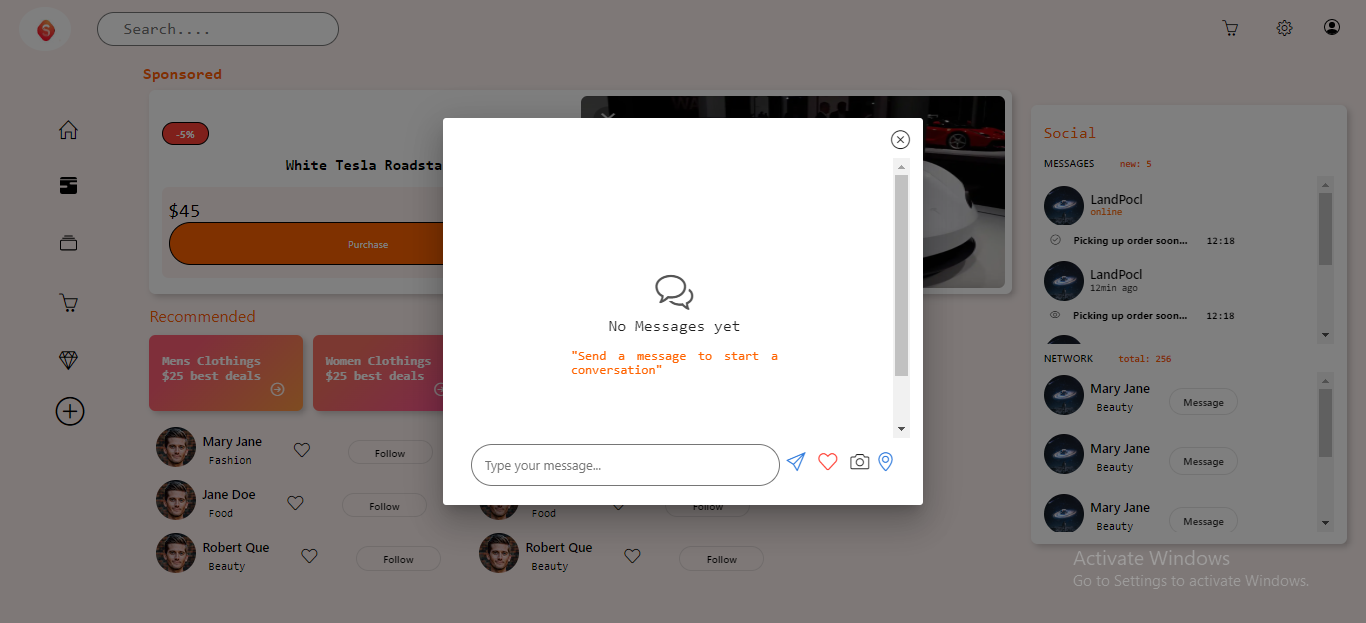 S
Search....
Sponsored
-5%
White Tesla Roadsta
$45
Purchase
Recommended
Mens Clothings
$25 best deals
Women Clothings
$25 best deals
Mary Jane
Fashion
Follow
Jane Doe
Food
Follow
Robert Que
Beauty
Follow
Food
Follow
Robert Que
Beauty
Follow
No Messages yet
"Send a message to start a
conversation"
Type your message...
Social
MESSAGES new: 5
LandPocl
online
Picking up order soon... 12:18
LandPocl
12min ago
Picking up order soon... 12:18
NETWORK total: 256
Mary Jane
Beauty
Message
Mary Jane
Beauty
Message
Mary Jane
Beauty
Message
Activate Windows
Go to Settings to activate Windows.